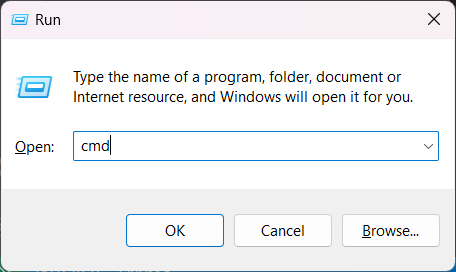 Run
Type the name of a program, folder, document or
Internet resource, and Windows will open it for you.
Open: cmd
OK Cancel Browse...